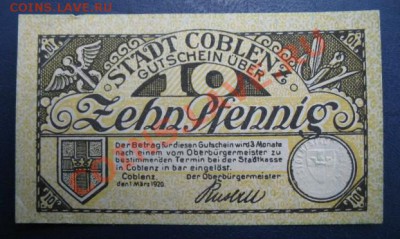 COINS.LAVE.RU
STADT COBLENZ
GUTSCHEIN ÜBER
10
Zehn Pfennig
Der Betrag für diesen Gutschein wird 3 Monate
nach einem vom Oberbürgermeister zu
bestimmenden Termin bei der Stadtkasse
in Coblenz in bar eingelöst.
Coblenz, Der Oberbürgermeister
den 1 März 1920.
10
10